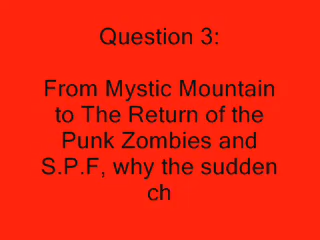 Question 3:
From Mystic Mountain
to The Return of the
Punk Zombies and
S.P.F, why the sudden
ch